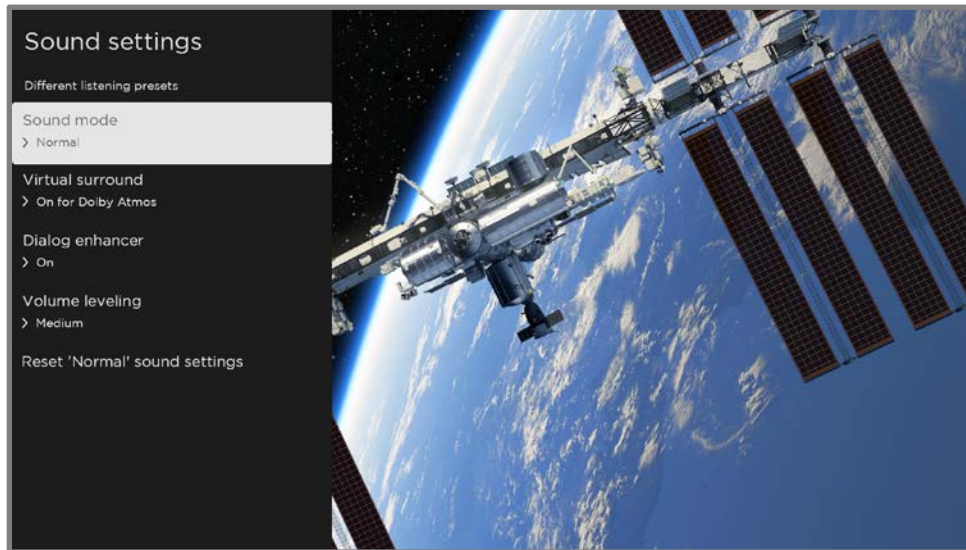 Sound settings
Different listening presets
Sound mode
> Normal
Virtual surround
> On for Dolby Atmos
Dialog enhancer
> On
Volume leveling
> Medium
Reset 'Normal' sound settings